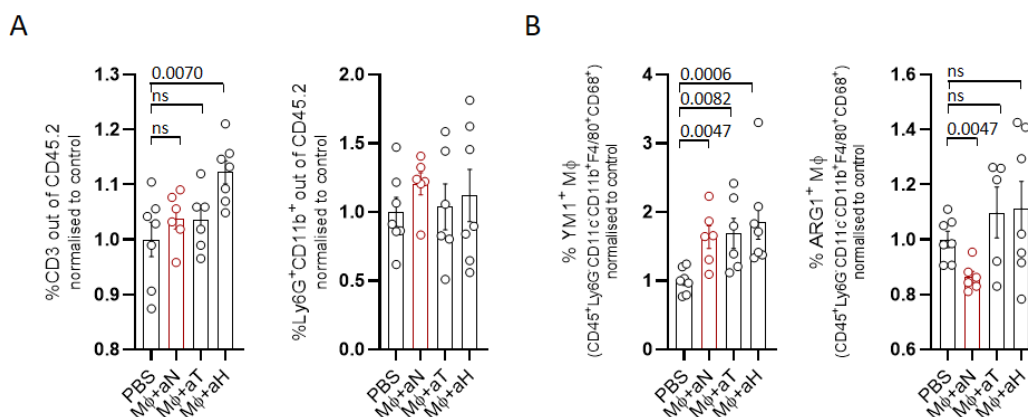 A
%CD3 out of CD45.2
normalised to control
1.3
1.2
1.1
1.0
0.9
0.8
0.0070
ns
ns
PBS
Mϕ+aN
Mϕ+aT
Mϕ+aH
%Ly6G⁺CD11b⁺ out of CD45.2
normalised to control
2.0
1.5
1.0
0.5
0.0
PBS
Mϕ+aN
Mϕ+aT
Mϕ+aH
B
% YM1⁺ Mϕ
(CD45⁺Ly6G⁻CD11c⁻CD11b⁺F4/80⁺CD68⁺)
normalised to control
4
3
2
1
0
0.0006
0.0082
0.0047
PBS
Mϕ+aN
Mϕ+aT
Mϕ+aH
% ARG1⁺ Mϕ
(CD45⁺Ly6G⁻CD11c⁻CD11b⁺F4/80⁺CD68⁺)
normalised to control
1.6
1.4
1.2
1.0
0.8
0.6
ns
ns
0.0047
PBS
Mϕ+aN
Mϕ+aT
Mϕ+aH